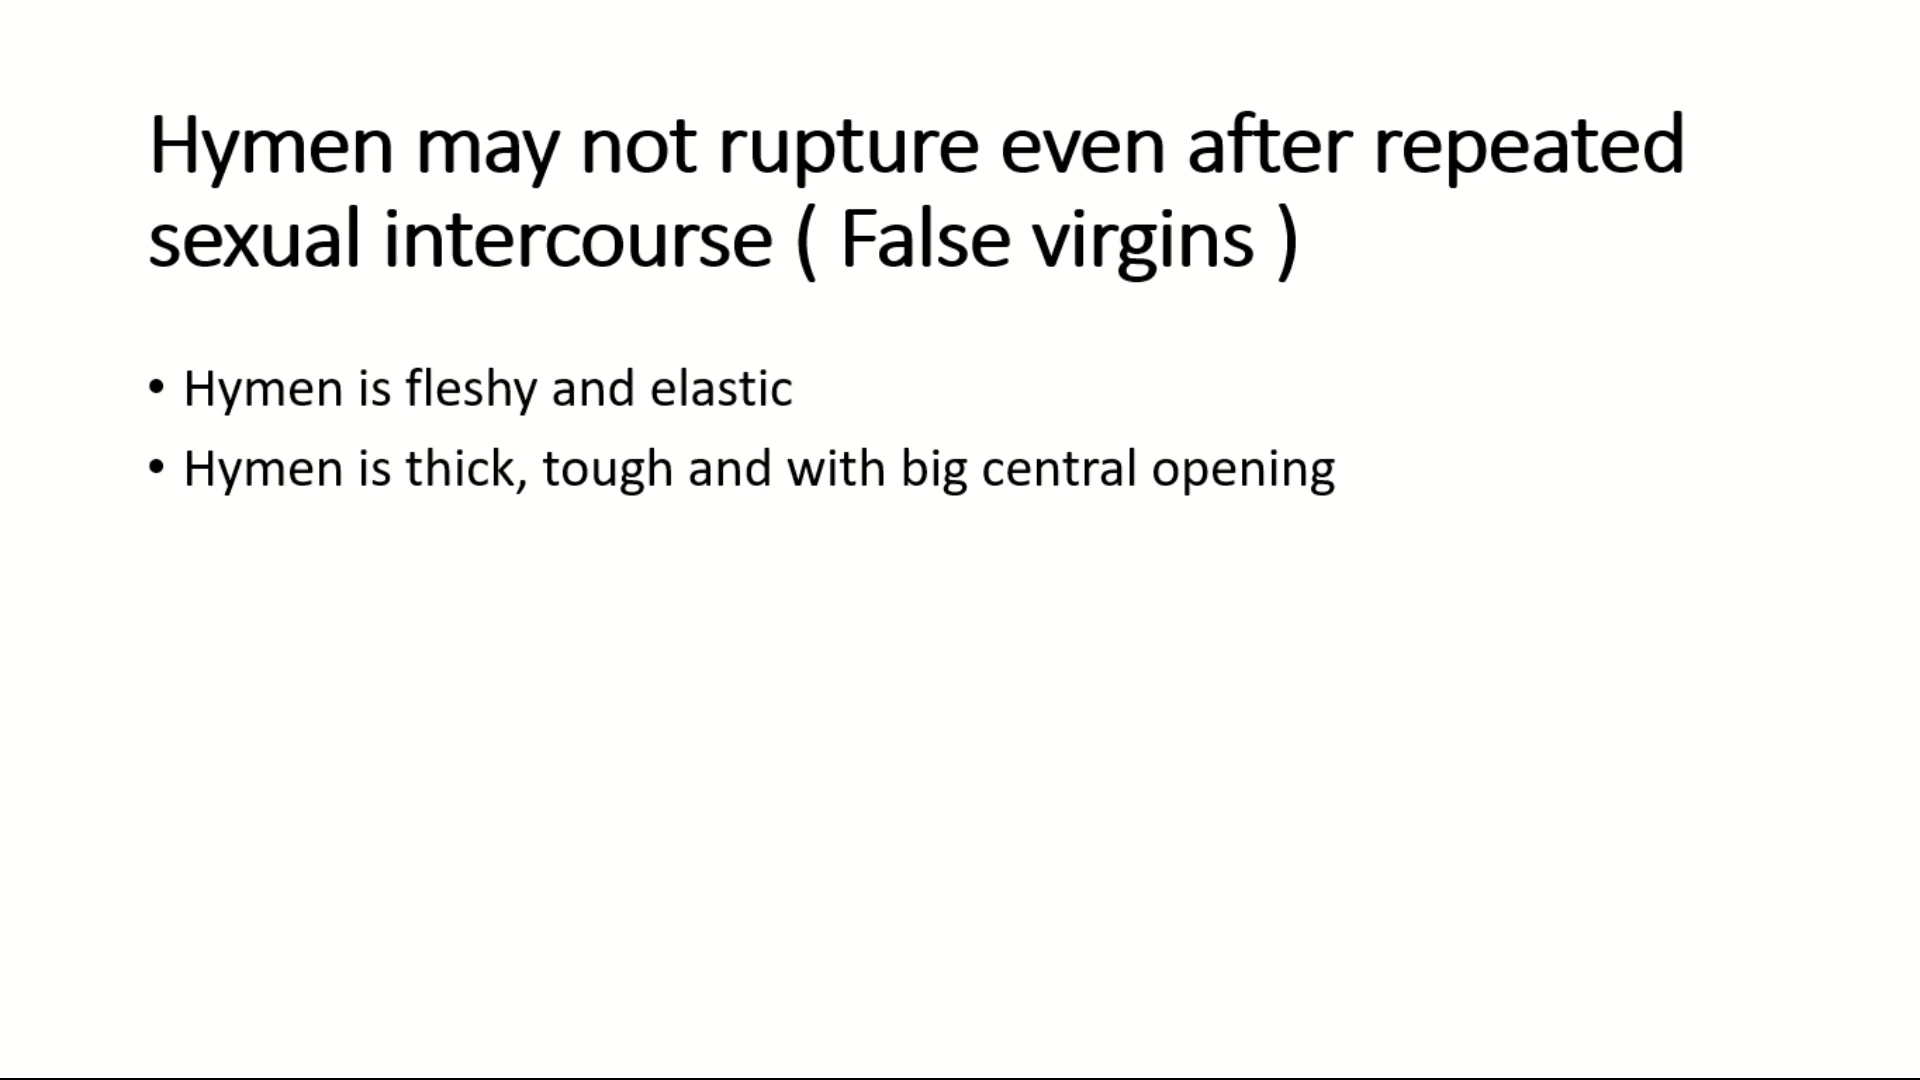 Hymen may not rupture even after repeated
sexual intercourse ( False virgins )
• Hymen is fleshy and elastic
• Hymen is thick, tough and with big central opening